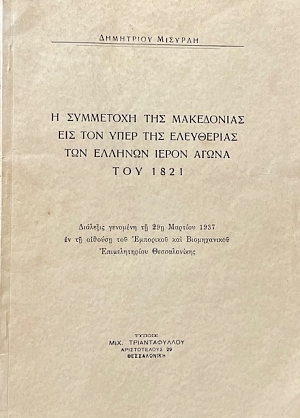 ΔΗΜΗΤΡΙΟΥ ΜΙΣΥΡΛΗ
Η ΣΥΜΜΕΤΟΧΗ ΤΗΣ ΜΑΚΕΔΟΝΙΑΣ
ΕΙΣ ΤΟΝ ΥΠΕΡ ΤΗΣ ΕΛΕΥΘΕΡΙΑΣ
ΤΩΝ ΕΛΛΗΝΩΝ ΙΕΡΟΝ ΑΓΩΝΑ
ΤΟΥ 1821
Διάλεξις γενομένη τῇ 29ῃ Μαρτίου 1937
ἐν τῇ αἰθούσῃ τοῦ Ἐμπορικοῦ καὶ Βιομηχανικοῦ
Ἐπιμελητηρίου Θεσσαλονίκης
ΤΥΠΟΙΣ
ΜΙΧ. ΤΡΙΑΝΤΑΦΥΛΛΟΥ
ΑΡΙΣΤΟΤΕΛΟΥΣ 29
ΘΕΣΣΑΛΟΝΙΚΗ